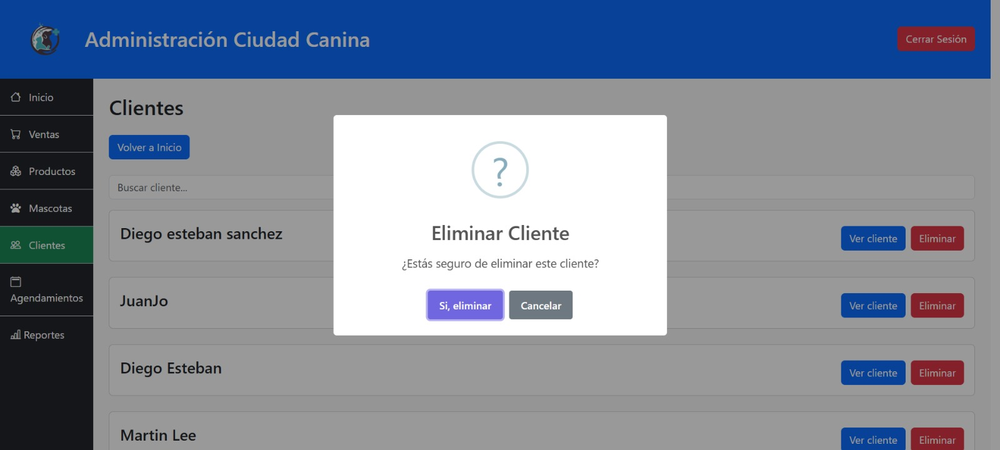 Administración Ciudad Canina
Cerrar Sesión
Inicio
Ventas
Productos
Mascotas
Clientes
Agendamientos
Reportes
Clientes
Volver a Inicio
Buscar cliente...
Diego esteban sanchez
Ver cliente Eliminar
JuanJo
Ver cliente Eliminar
Diego Esteban
Ver cliente Eliminar
Martin Lee
Ver cliente Eliminar
?
Eliminar Cliente
¿Estás seguro de eliminar este cliente?
Si, eliminar Cancelar